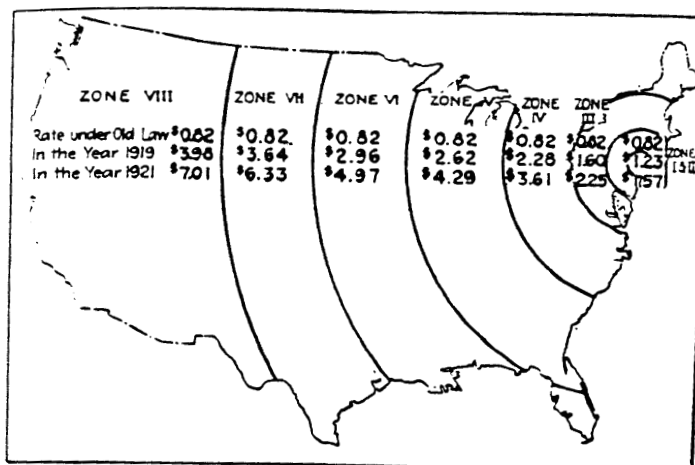 ZONE VIII ZONE VII ZONE VI ZONE V ZONE IV ZONE III
Rate under Old Law $0.82 $0.82 $0.82 $0.82 $0.82 $0.82 $0.82
In the Year 1919 $3.98 $3.64 $2.96 $2.62 $2.28 $1.60 $1.23 ZONE
In the Year 1921 $7.01 $6.33 $4.97 $4.29 $3.61 $2.25 $1.57 I & II